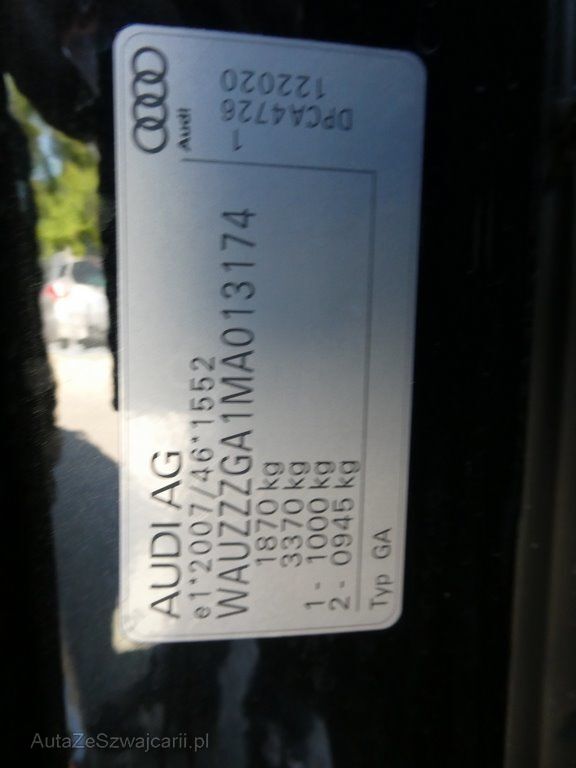 AUDI AG
e1*2007/46*1552
WAUZZZGA1MA013174
1870 kg
3370 kg
1 - 1000 kg
2 - 0945 kg
Typ GA
Audi
1
122020
DPCA4726
AutaZeSzwajcarii.pl